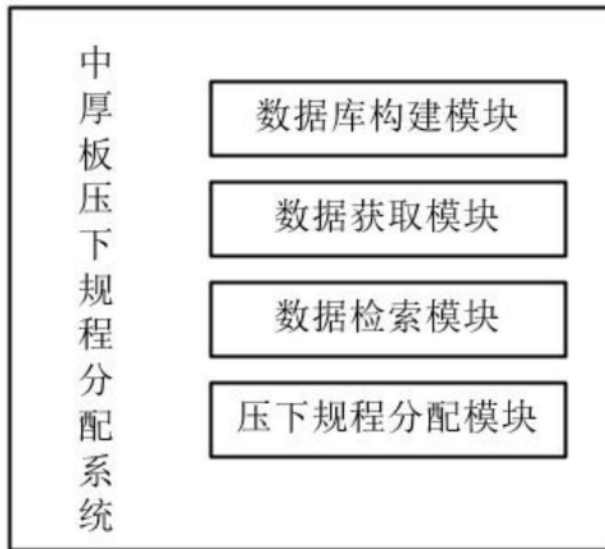 中厚板压下规程分配系统
数据库构建模块
数据获取模块
数据检索模块
压下规程分配模块